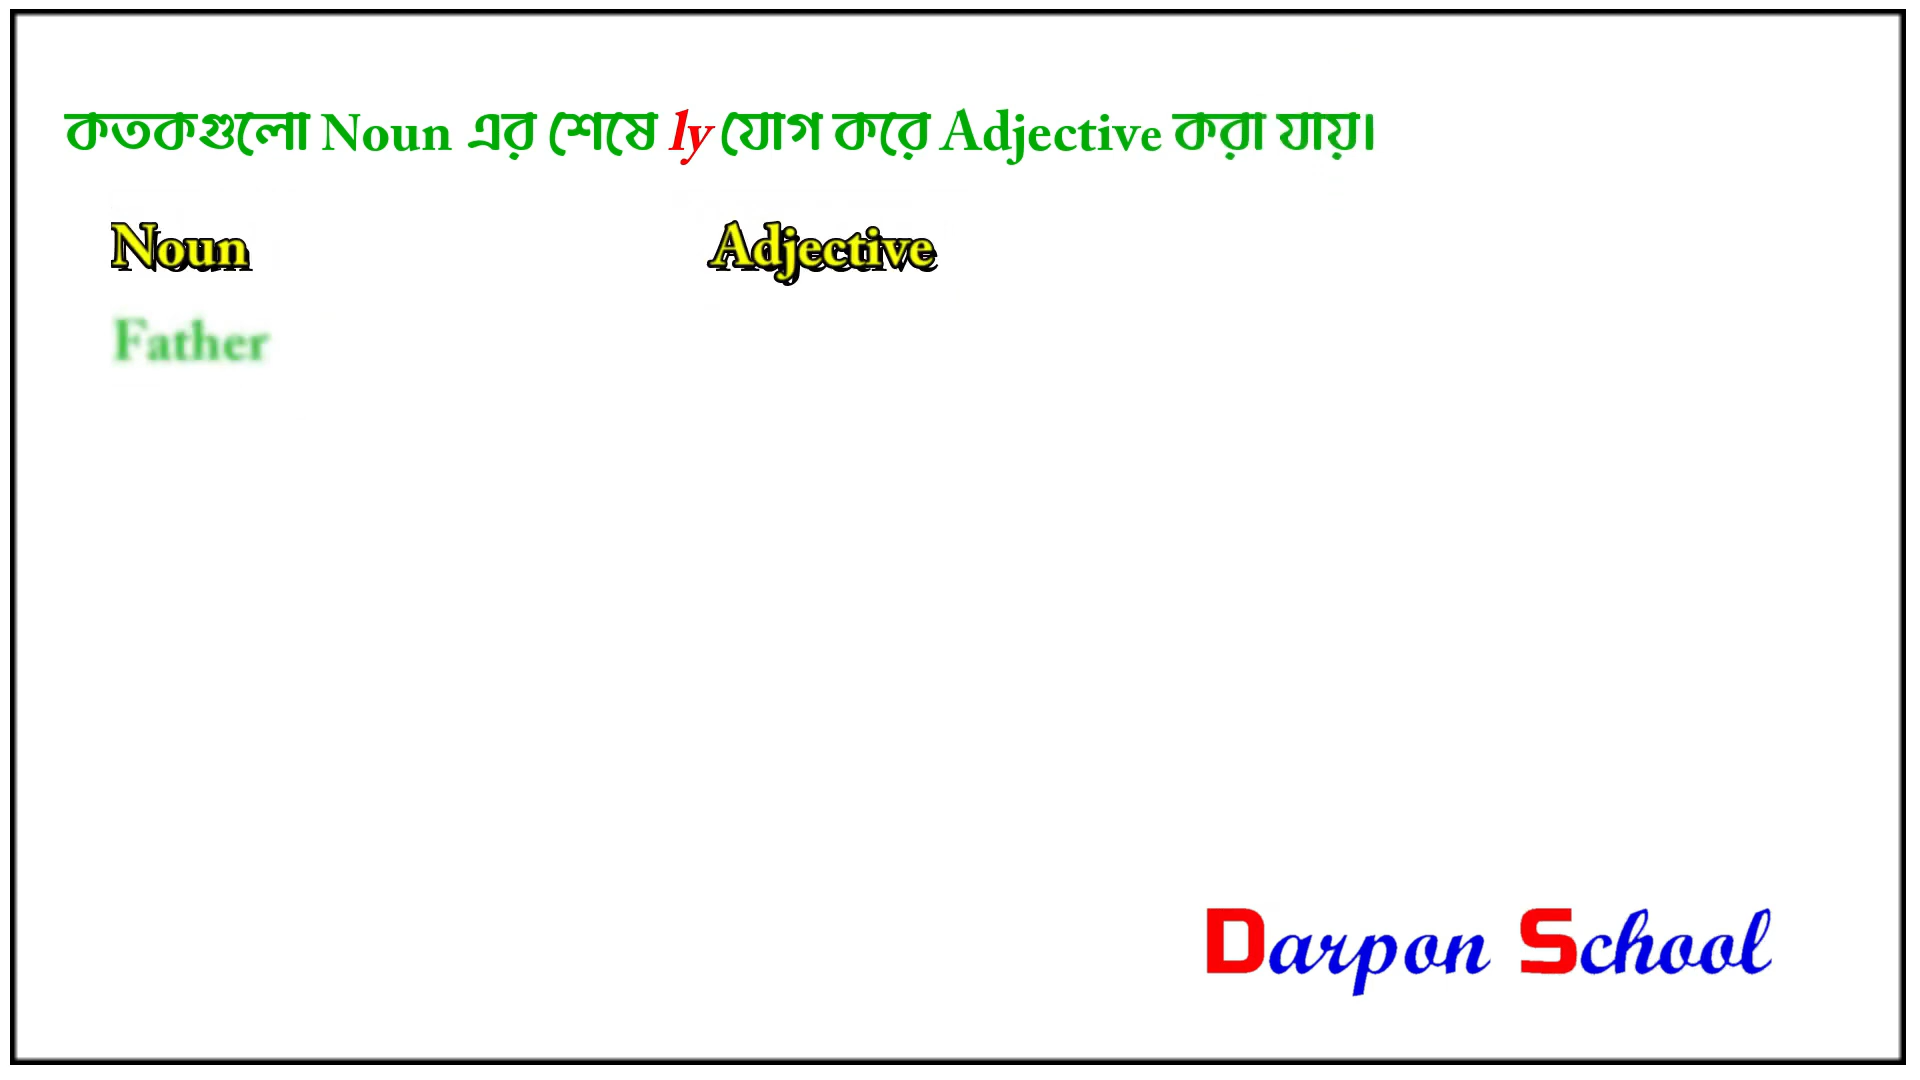 কতকগুলো Noun এর শেষে ly যোগ করে Adjective করা যায়।
Noun Adjective
Father
Darpon School